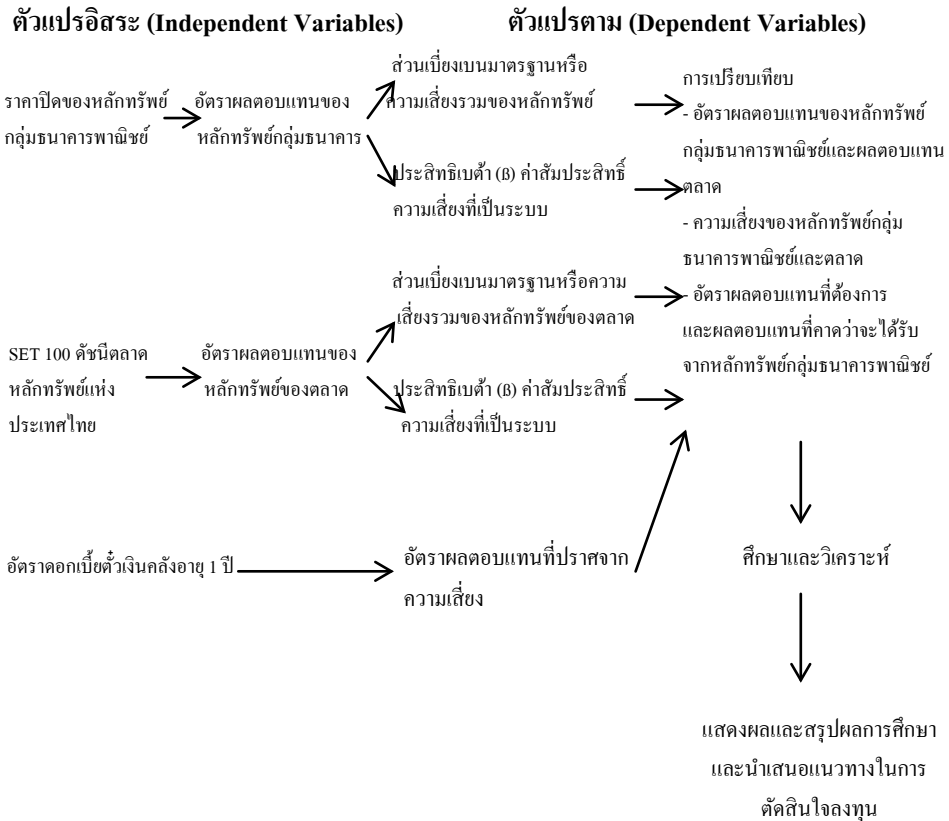 ตัวแปรอิสระ (Independent Variables)
ตัวแปรตาม (Dependent Variables)
ราคาปิดของหลักทรัพย์
กลุ่มธนาคารพาณิชย์
อัตราผลตอบแทนของ
หลักทรัพย์กลุ่มธนาคาร
ส่วนเบี่ยงเบนมาตรฐานหรือ
ความเสี่ยงรวมของหลักทรัพย์
ประสิทธิเบต้า (ß) ค่าสัมประสิทธิ์
ความเสี่ยงที่เป็นระบบ
SET 100 ดัชนีตลาด
หลักทรัพย์แห่ง
ประเทศไทย
อัตราผลตอบแทนของ
หลักทรัพย์ของตลาด
ส่วนเบี่ยงเบนมาตรฐานหรือความ
เสี่ยงรวมของหลักทรัพย์ของตลาด
ประสิทธิเบต้า (ß) ค่าสัมประสิทธิ์
ความเสี่ยงที่เป็นระบบ
อัตราดอกเบี้ยตั๋วเงินคลังอายุ 1 ปี
อัตราผลตอบแทนที่ปราศจาก
ความเสี่ยง
การเปรียบเทียบ
- อัตราผลตอบแทนของหลักทรัพย์
กลุ่มธนาคารพาณิชย์และผลตอบแทน
ตลาด
- ความเสี่ยงของหลักทรัพย์กลุ่ม
ธนาคารพาณิชย์และตลาด
- อัตราผลตอบแทนที่ต้องการ
และผลตอบแทนที่คาดว่าจะได้รับ
จากหลักทรัพย์กลุ่มธนาคารพาณิชย์
ศึกษาและวิเคราะห์
แสดงผลและสรุปผลการศึกษา
และนำเสนอแนวทางในการ
ตัดสินใจลงทุน